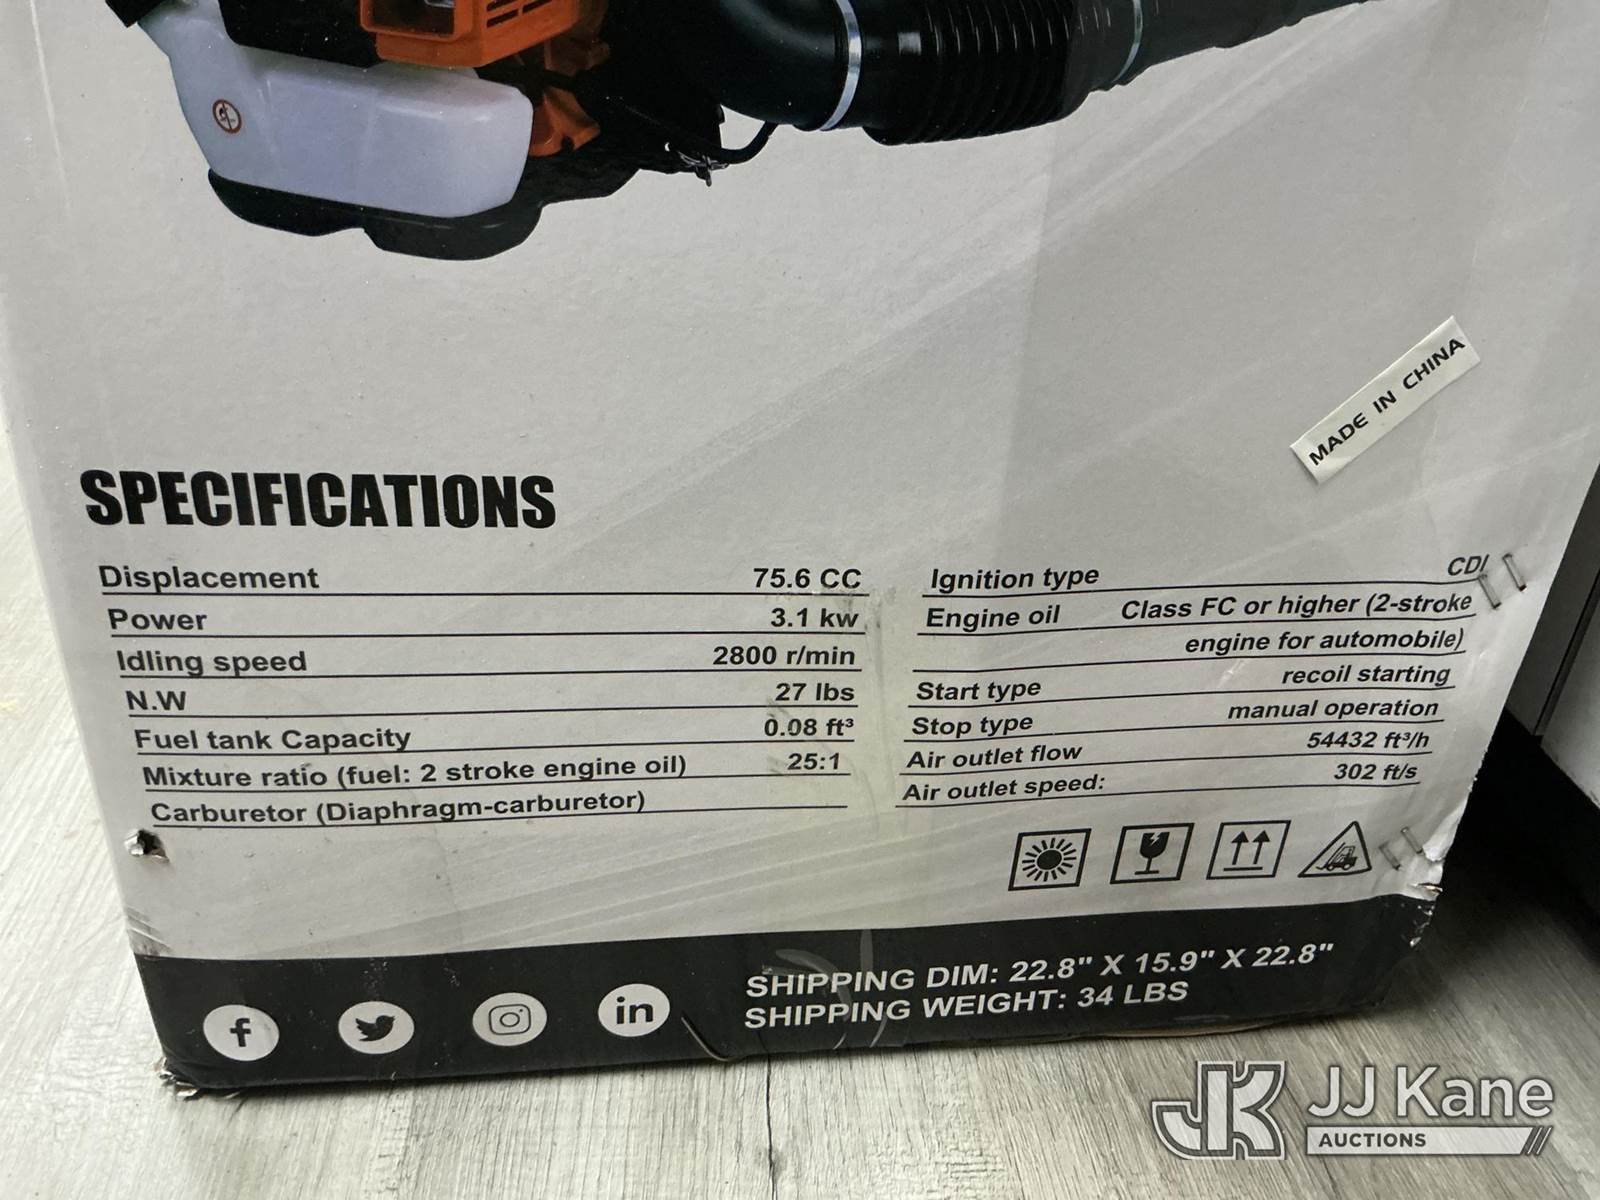 MADE IN CHINA
SPECIFICATIONS
Displacement 75.6 CC
Power 3.1 kw
Idling speed 2800 r/min
N.W 27 lbs
Fuel tank Capacity 0.08 ft³
Mixture ratio (fuel: 2 stroke engine oil) 25:1
Carburetor (Diaphragm-carburetor)
Ignition type CDI
Engine oil Class FC or higher (2-stroke
engine for automobile)
Start type recoil starting
Stop type manual operation
Air outlet flow 54432 ft³/h
Air outlet speed: 302 ft/s
f
in
SHIPPING DIM: 22.8" X 15.9" X 22.8"
SHIPPING WEIGHT: 34 LBS
JK JJ Kane
AUCTIONS